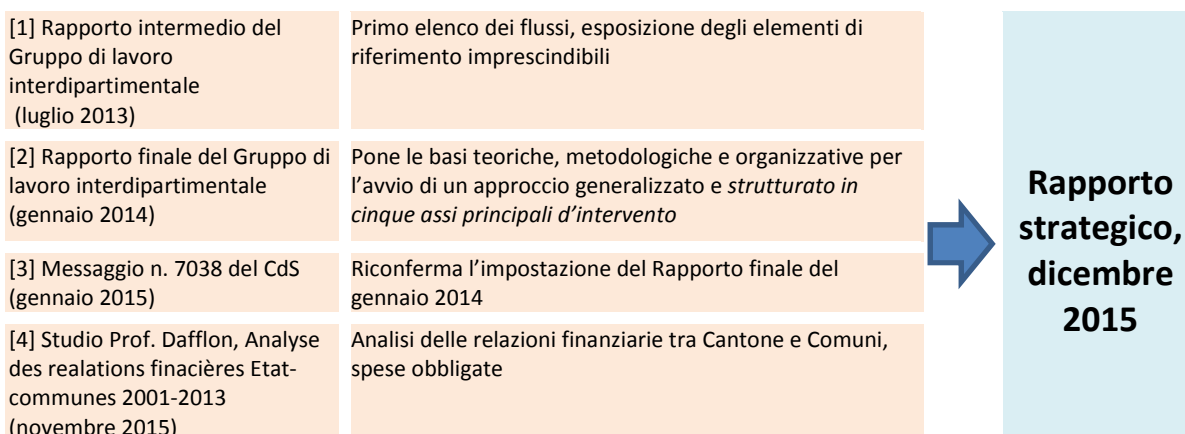 [1] Rapporto intermedio del
Gruppo di lavoro
interdipartimentale
(luglio 2013)
Primo elenco dei flussi, esposizione degli elementi di
riferimento imprescindibili
[2] Rapporto finale del Gruppo di
lavoro interdipartimentale
(gennaio 2014)
Pone le basi teoriche, metodologiche e organizzative per
l’avvio di un approccio generalizzato e strutturato in
cinque assi principali d’intervento
[3] Messaggio n. 7038 del CdS
(gennaio 2015)
Riconferma l’impostazione del Rapporto finale del
gennaio 2014
[4] Studio Prof. Dafflon, Analyse
des realations finacières Etat-
communes 2001-2013
(novembre 2015)
Analisi delle relazioni finanziarie tra Cantone e Comuni,
spese obbligate
Rapporto
strategico,
dicembre
2015